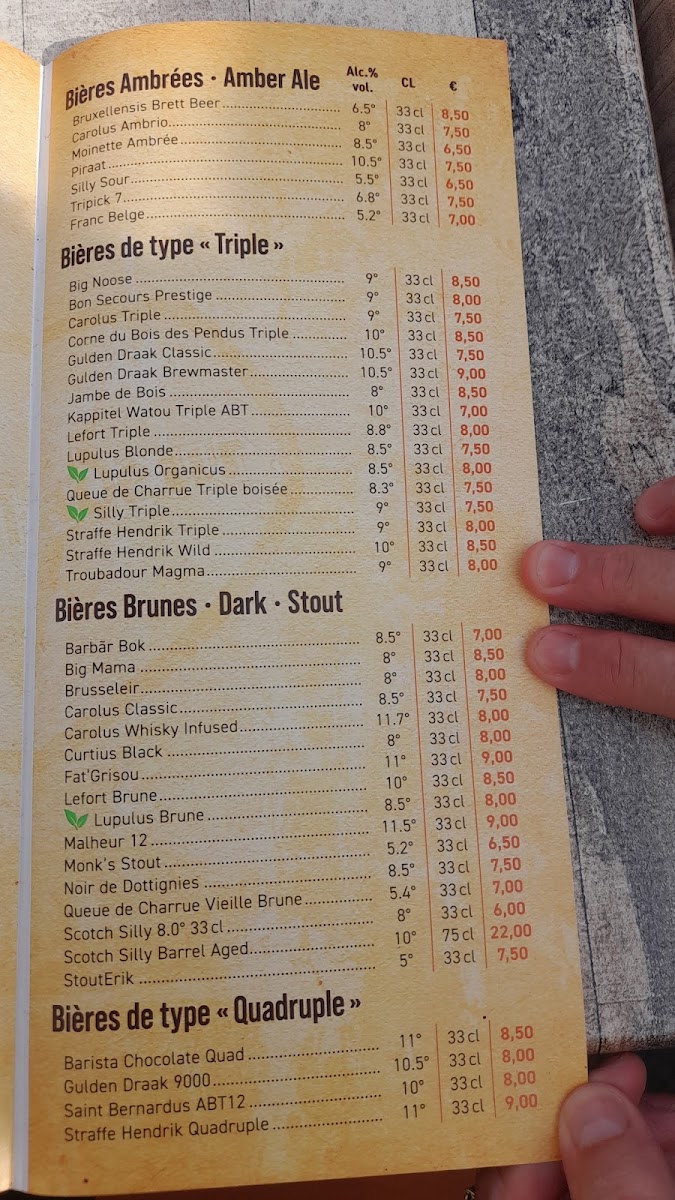 Bières Ambrées · Amber Ale Alc.% vol. CL €
Bruxellensis Brett Beer 6.5° 33 cl 8,50
Carolus Ambrio 8° 33 cl 7,50
Moinette Ambrée 8.5° 33 cl 6,50
Piraat 10.5° 33 cl 7,50
Silly Sour 5.5° 33 cl 6,50
Tripick 7 6.8° 33 cl 7,50
Franc Belge 5.2° 33 cl 7,00
Bières de type « Triple »
Big Noose 9° 33 cl 8,50
Bon Secours Prestige 9° 33 cl 8,00
Carolus Triple 9° 33 cl 7,50
Corne du Bois des Pendus Triple 10° 33 cl 8,50
Gulden Draak Classic 10.5° 33 cl 7,50
Gulden Draak Brewmaster 10.5° 33 cl 9,00
Jambe de Bois 8° 33 cl 8,50
Kappitel Watou Triple ABT 10° 33 cl 7,00
Lefort Triple 8.8° 33 cl 8,00
Lupulus Blonde 8.5° 33 cl 7,50
Lupulus Organicus 8.5° 33 cl 8,00
Queue de Charrue Triple boisée 8.3° 33 cl 7,50
Silly Triple 9° 33 cl 7,50
Straffe Hendrik Triple 9° 33 cl 8,00
Straffe Hendrik Wild 10° 33 cl 8,50
Troubadour Magma 9° 33 cl 8,00
Bières Brunes · Dark · Stout
Barbãr Bok 8.5° 33 cl 7,00
Big Mama 8° 33 cl 8,50
Brusseleir 8° 33 cl 8,00
Carolus Classic 8.5° 33 cl 7,50
Carolus Whisky Infused 11.7° 33 cl 8,00
Curtius Black 8° 33 cl 8,00
Fat'Grisou 11° 33 cl 9,00
Lefort Brune 10° 33 cl 8,50
Lupulus Brune 8.5° 33 cl 8,00
Malheur 12 11.5° 33 cl 9,00
Monk's Stout 5.2° 33 cl 6,50
Noir de Dottignies 8.5° 33 cl 7,50
Queue de Charrue Vieille Brune 5.4° 33 cl 7,00
Scotch Silly 8.0° 33 cl 8° 33 cl 6,00
Scotch Silly Barrel Aged 10° 75 cl 22,00
StoutErik 5° 33 cl 7,50
Bières de type « Quadruple »
Barista Chocolate Quad 11° 33 cl 8,50
Gulden Draak 9000 10.5° 33 cl 8,00
Saint Bernardus ABT12 10° 33 cl 8,00
Straffe Hendrik Quadruple 11° 33 cl 9,00